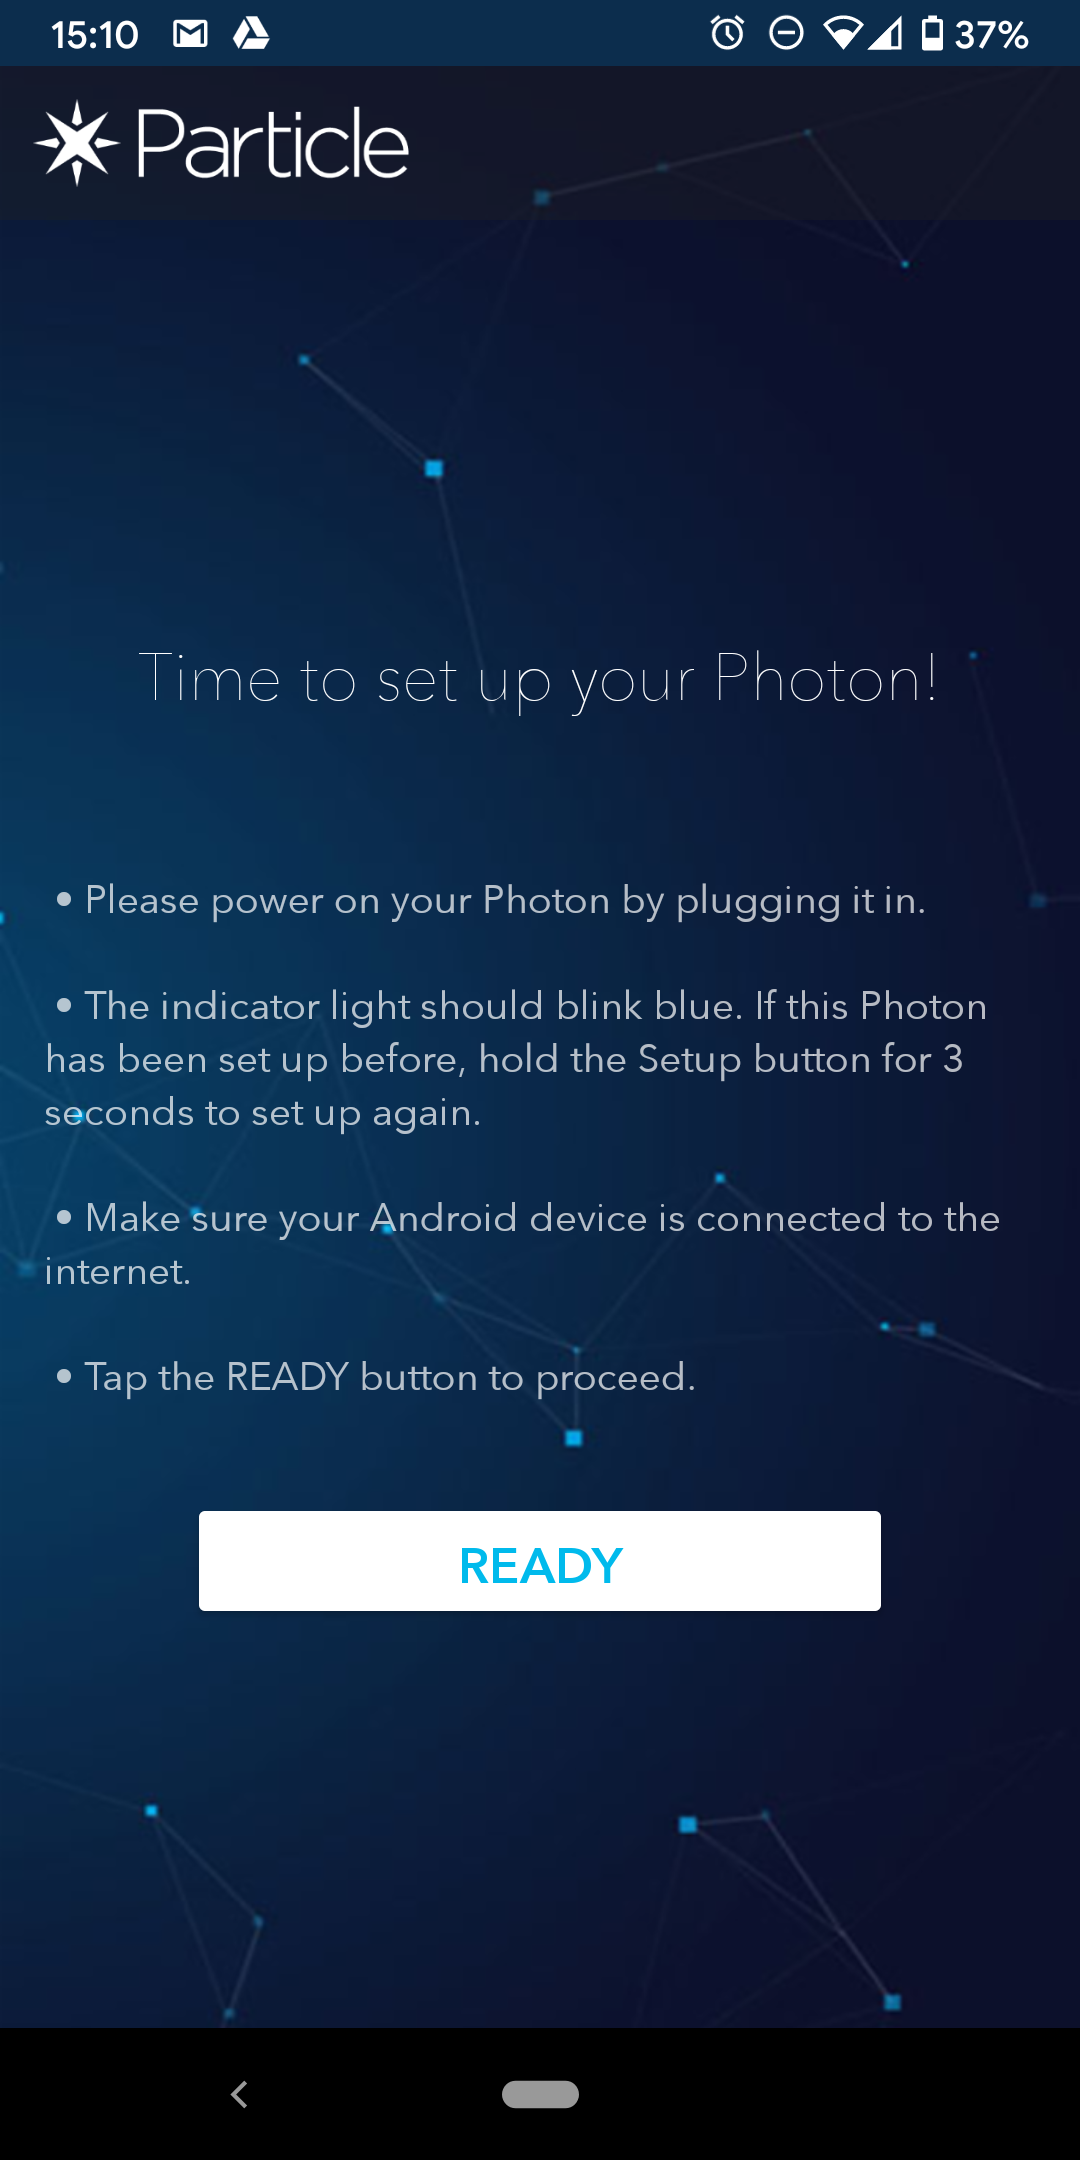 15:10 37%
Particle
Time to set up your Photon!
• Please power on your Photon by plugging it in.
• The indicator light should blink blue. If this Photon
has been set up before, hold the Setup button for 3
seconds to set up again.
• Make sure your Android device is connected to the
internet.
• Tap the READY button to proceed.
READY